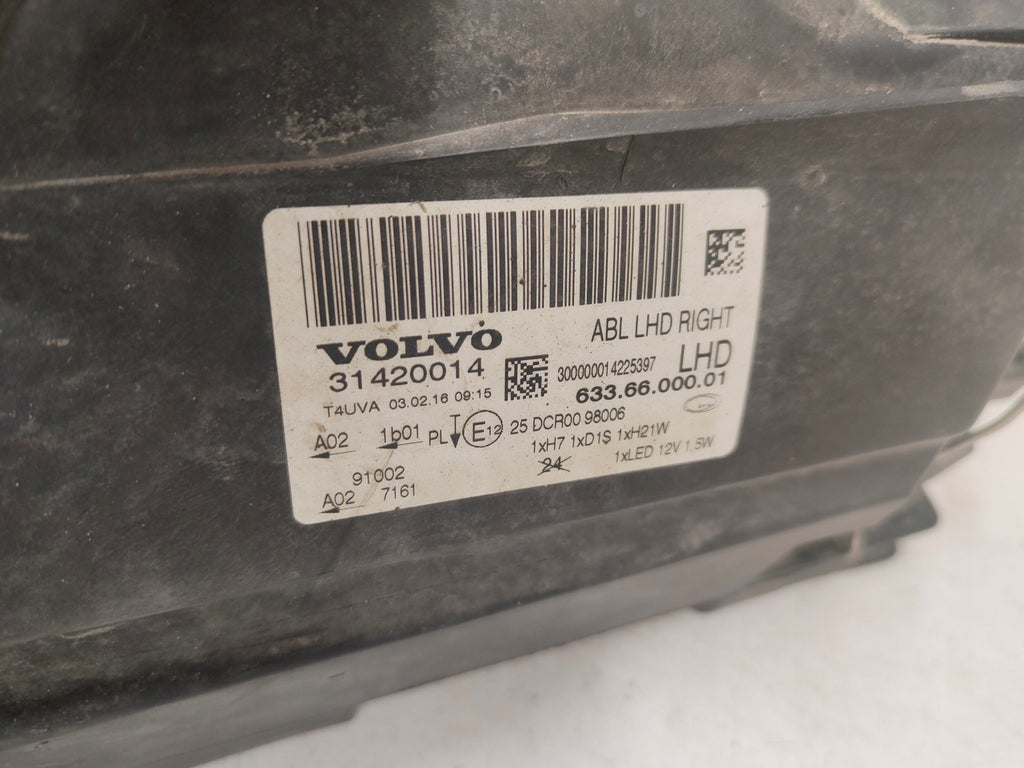 VOLVO
ABL LHD RIGHT
31420014
300000014225397
LHD
633.66.000.01
T4UVA 03.02.16 09:15
A02 1b01 PL E12 25 DCR00 98006
1xH7 1xD1S 1xH21W
24 1xLED 12V 1,5W
91002
A02 7161